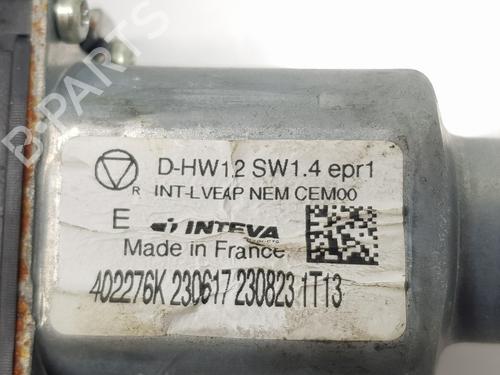 D-HW1.2 SW1.4 epr1
R INT-LVEAP NEM CEM00
E INTEVA
Made in France
402276K 230617 230823 1T13
B-PARTS